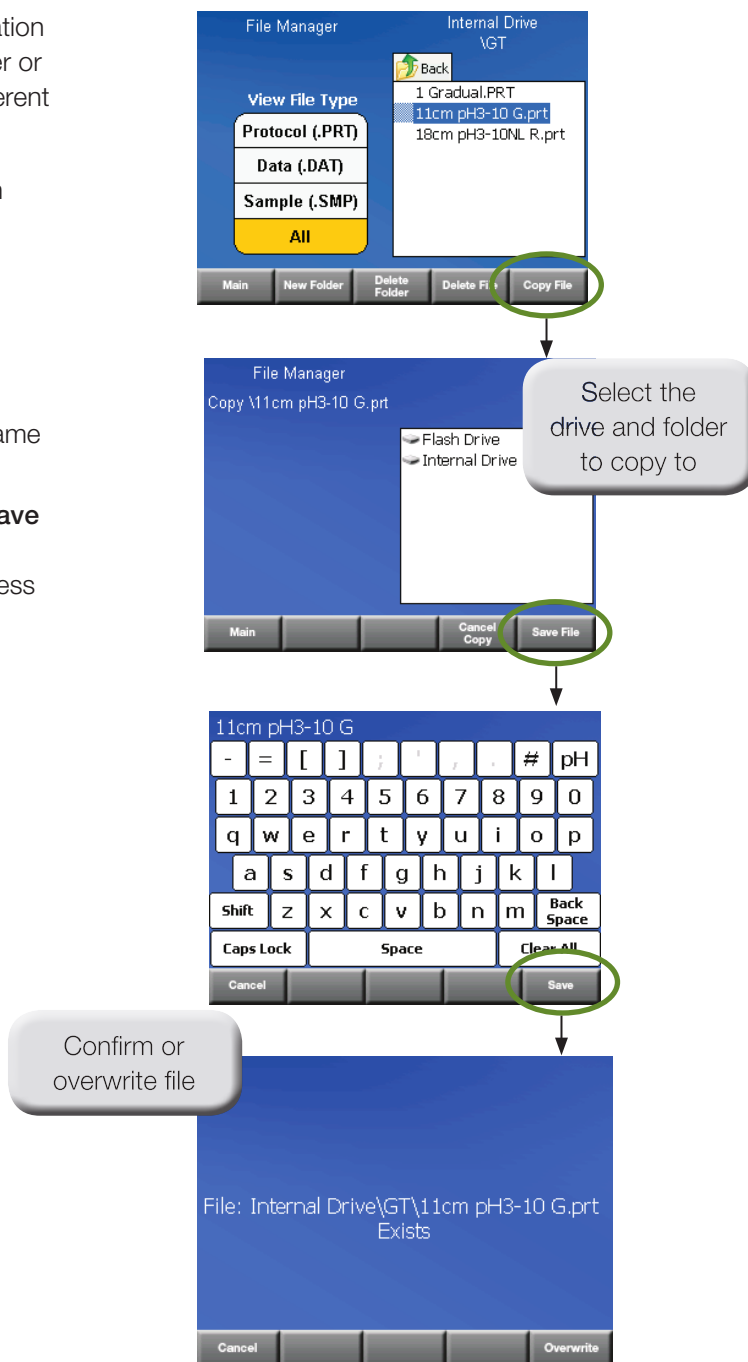 ation
er or
erent
n
ame
ave
ess
File Manager
Internal Drive
\GT
Back
View File Type
Protocol (.PRT)
Data (.DAT)
Sample (.SMP)
All
1 Gradual.PRT
11cm pH3-10 G.prt
18cm pH3-10NL R.prt
Main New Folder Delete Folder Delete File Copy File
File Manager
Copy \11cm pH3-10 G.prt
Flash Drive
Internal Drive
Select the
drive and folder
to copy to
Main Cancel Copy Save File
11cm pH3-10 G
- = [ ] ; ' , . # pH
1 2 3 4 5 6 7 8 9 0
q w e r t y u i o p
a s d f g h j k l
Shift z x c v b n m Back Space
Caps Lock Space Clear All
Cancel Save
Confirm or
overwrite file
File: Internal Drive\GT\11cm pH3-10 G.prt
Exists
Cancel Overwrite